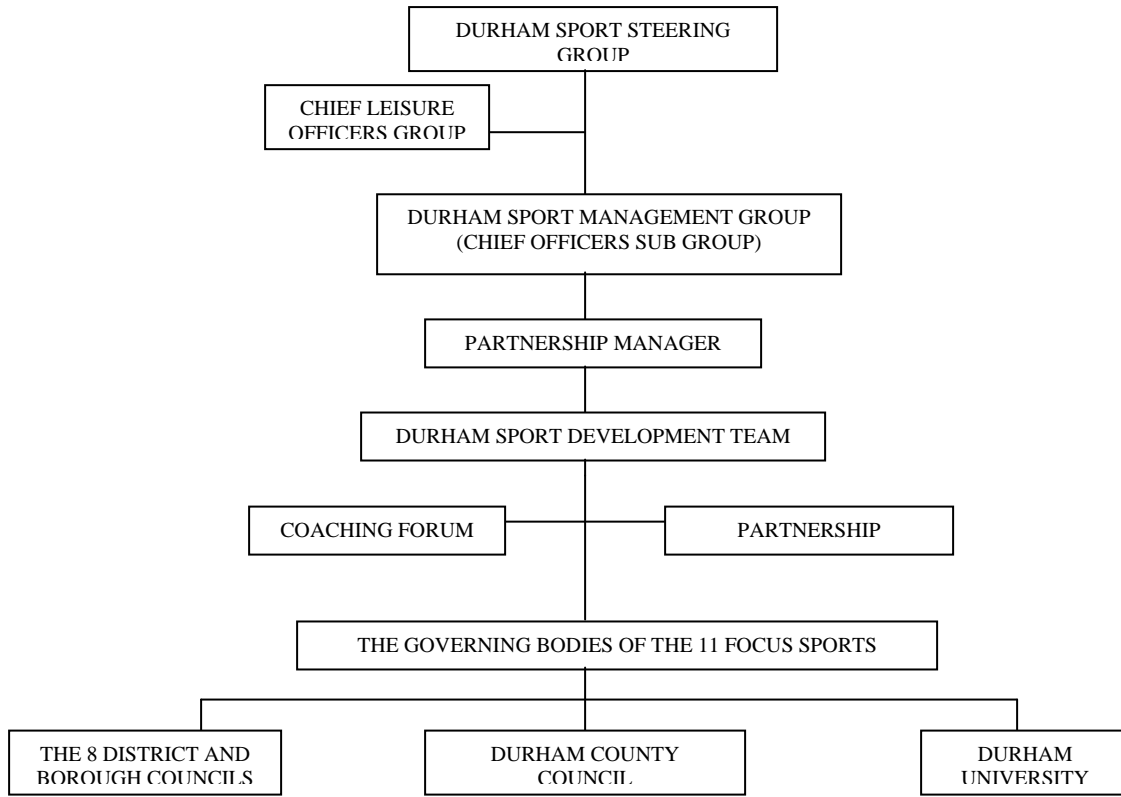 DURHAM SPORT STEERING
GROUP
CHIEF LEISURE
OFFICERS GROUP
DURHAM SPORT MANAGEMENT GROUP
(CHIEF OFFICERS SUB GROUP)
PARTNERSHIP MANAGER
DURHAM SPORT DEVELOPMENT TEAM
COACHING FORUM
PARTNERSHIP
THE GOVERNING BODIES OF THE 11 FOCUS SPORTS
THE 8 DISTRICT AND
BOROUGH COUNCILS
DURHAM COUNTY
COUNCIL
DURHAM
UNIVERSITY